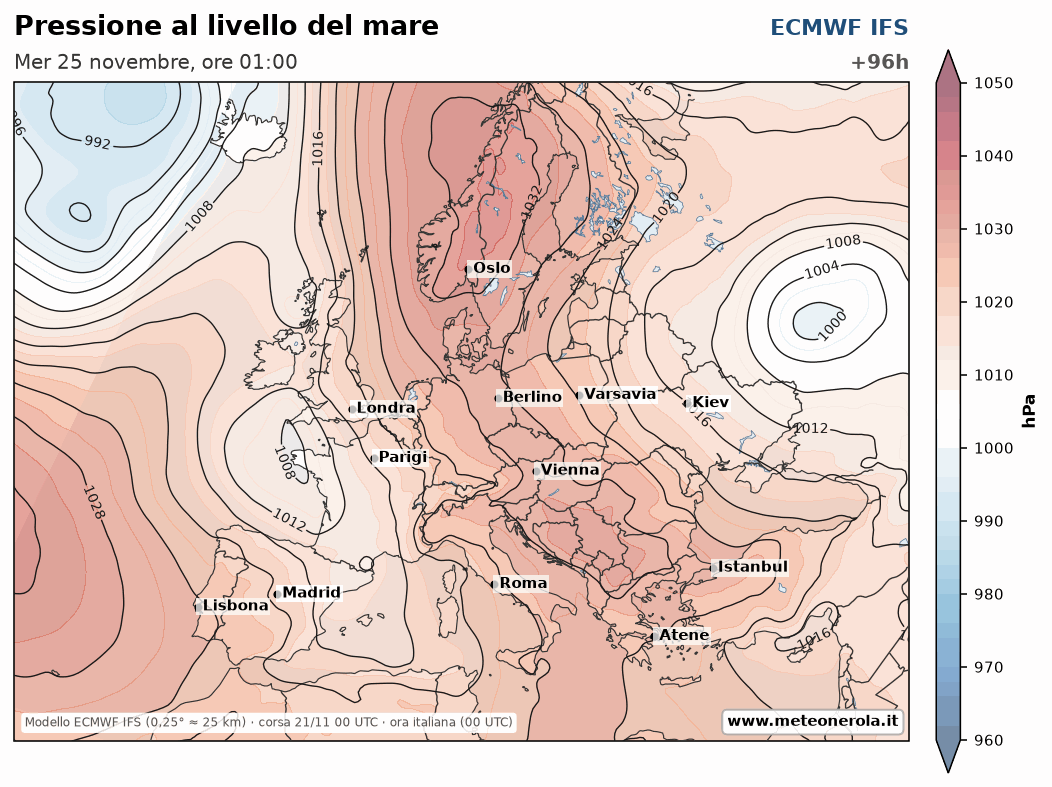 Pressione al livello del mare
ECMWF IFS
Mer 25 novembre, ore 01:00
+96h
1016
996
992
1016
1008
1032
1020
1024
1008
1004
1000
Oslo
Londra
Berlino
Varsavia
Kiev
1016
1012
Parigi
1008
Vienna
1028
1012
Istanbul
Roma
Madrid
Lisbona
Atene
1016
Modello ECMWF IFS (0,25° ≈ 25 km) · corsa 21/11 00 UTC · ora italiana (00 UTC)
www.meteonerola.it
1050
1040
1030
1020
1010
1000
990
980
970
960
hPa